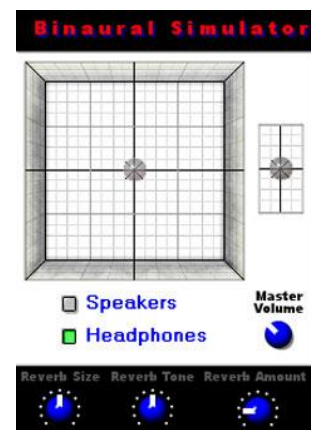 Binaural Simulator
Speakers
Headphones
Master
Volume
Reverb Size Reverb Tone Reverb Amount